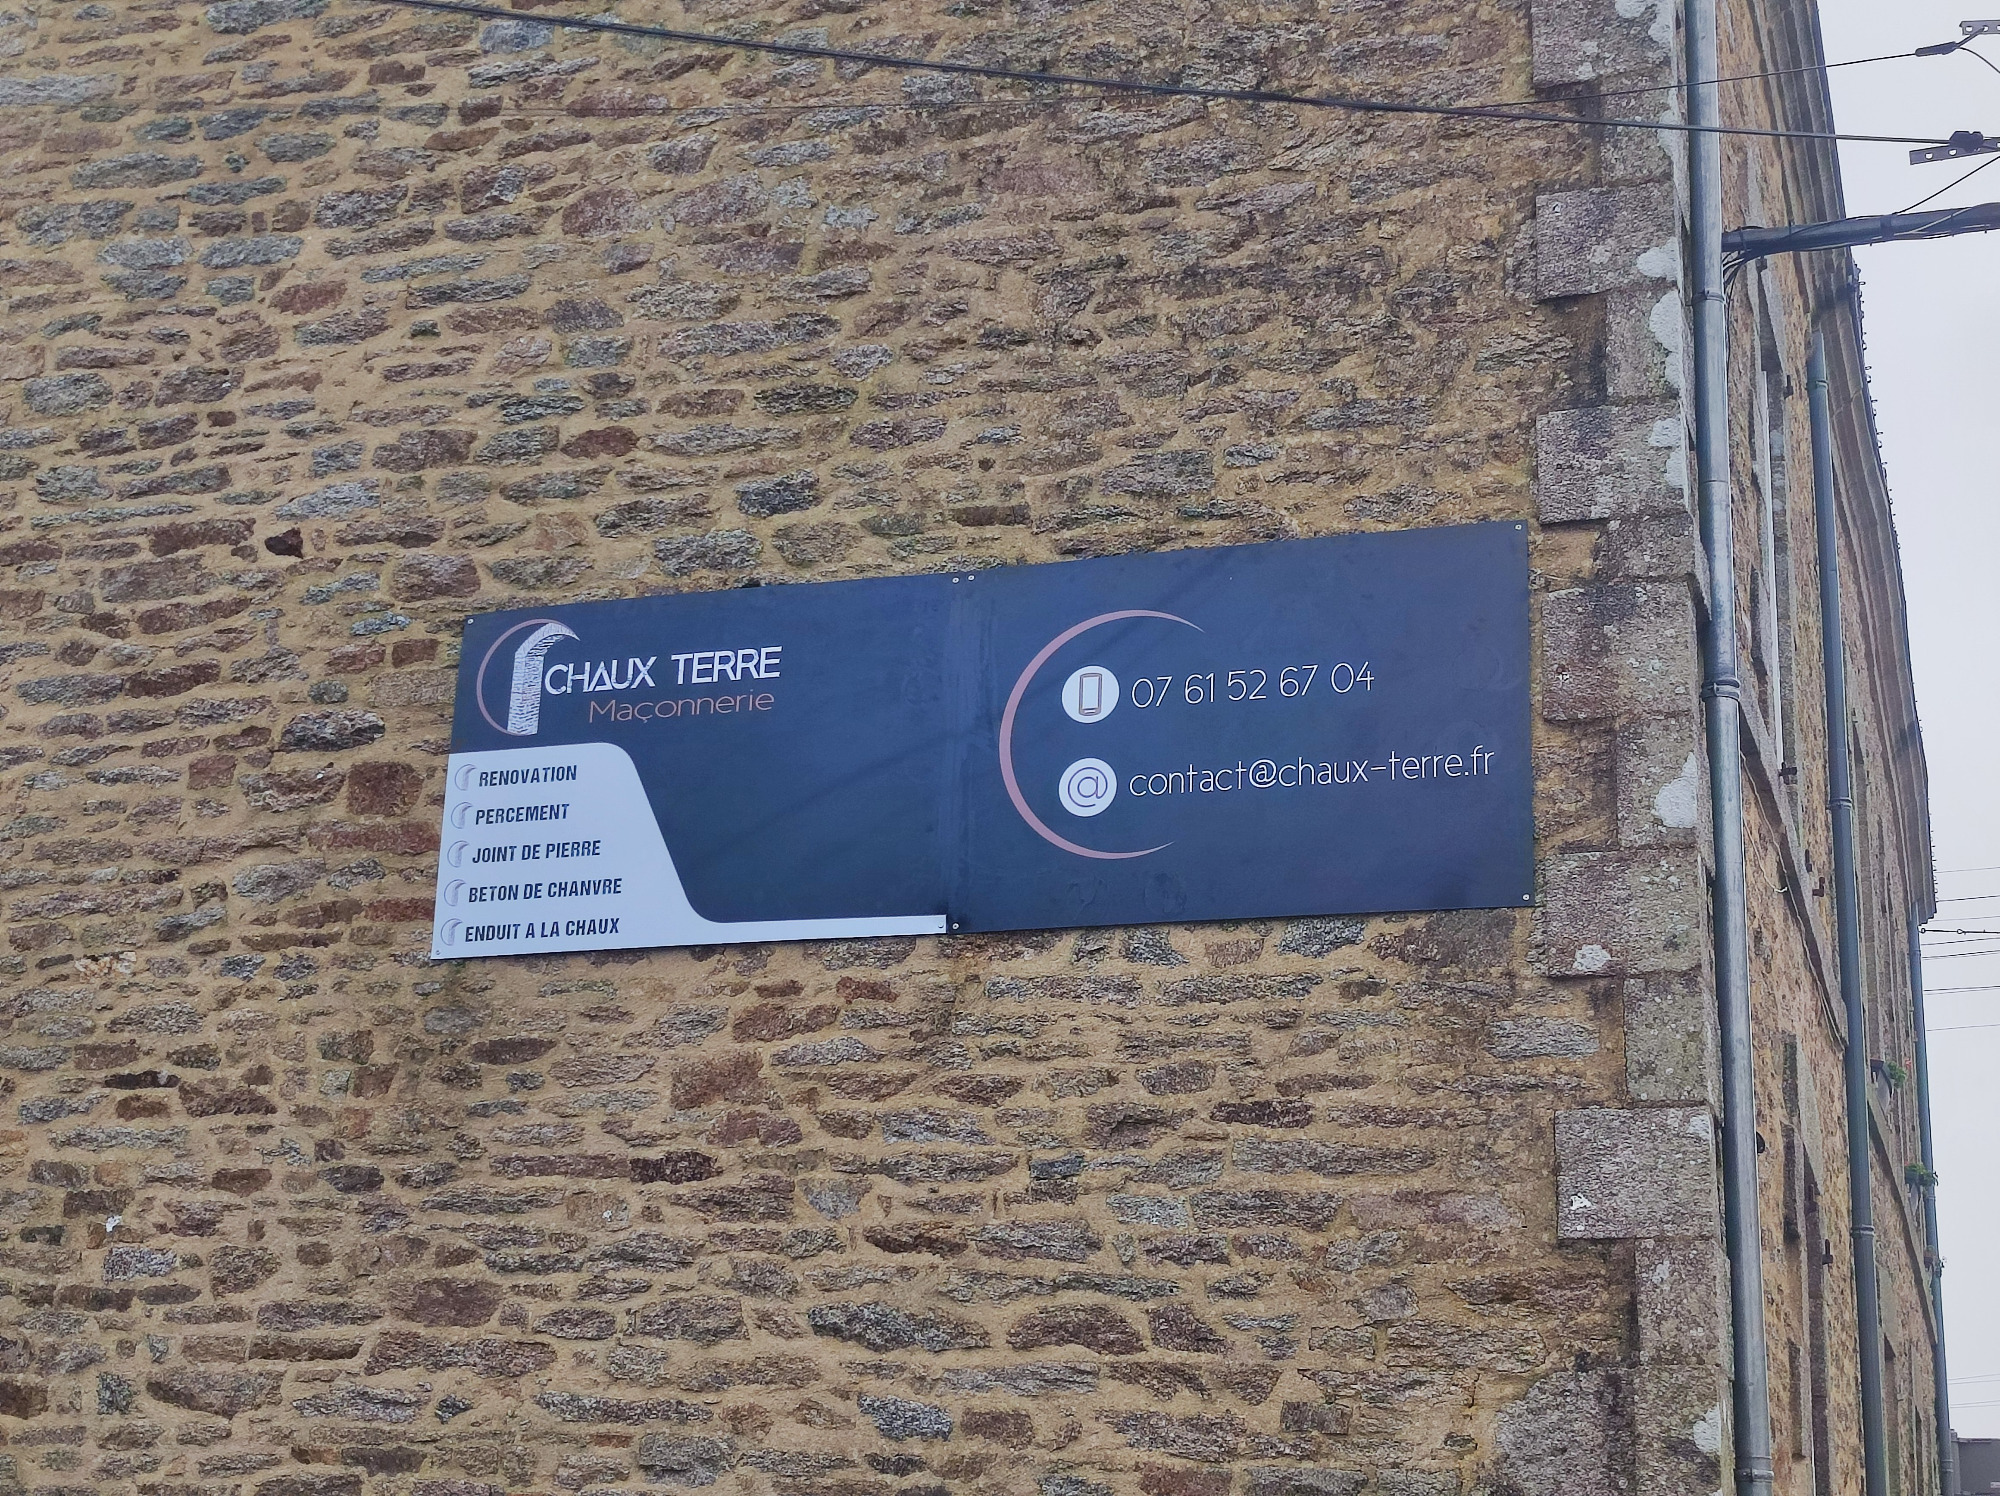 CHAUX TERRE
Maçonnerie
RENOVATION
PERCEMENT
JOINT DE PIERRE
BETON DE CHANVRE
ENDUIT A LA CHAUX
07 61 52 67 04
contact@chaux-terre.fr